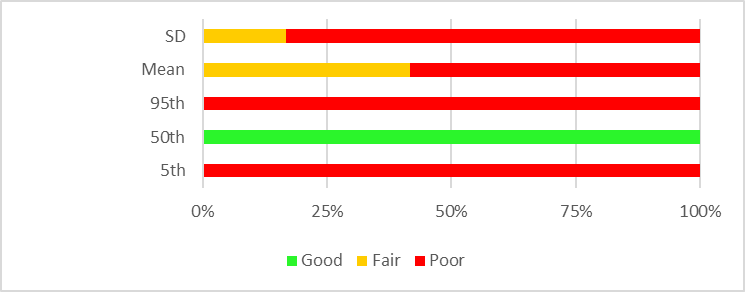 SD
Mean
95th
50th
5th
0% 25% 50% 75% 100%
Good Fair Poor